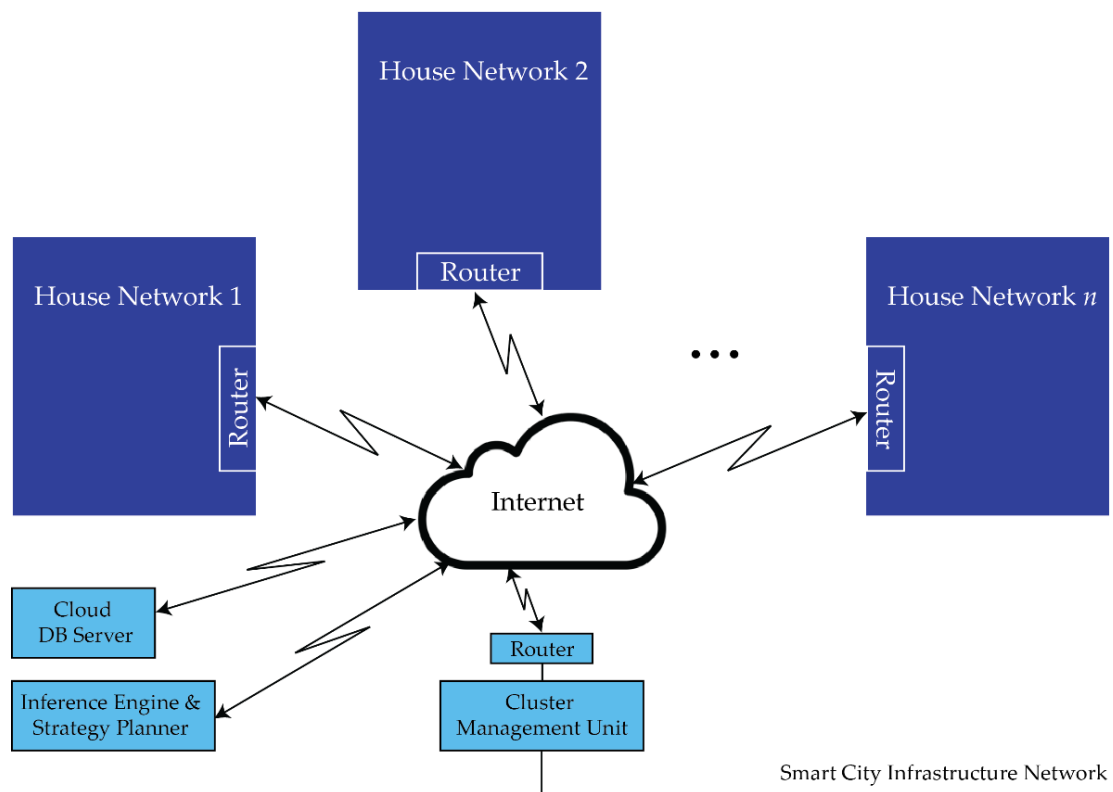 House Network 2
Router
House Network 1
Router
...
House Network n
Router
Internet
Cloud
DB Server
Inference Engine &
Strategy Planner
Router
Cluster
Management Unit
Smart City Infrastructure Network